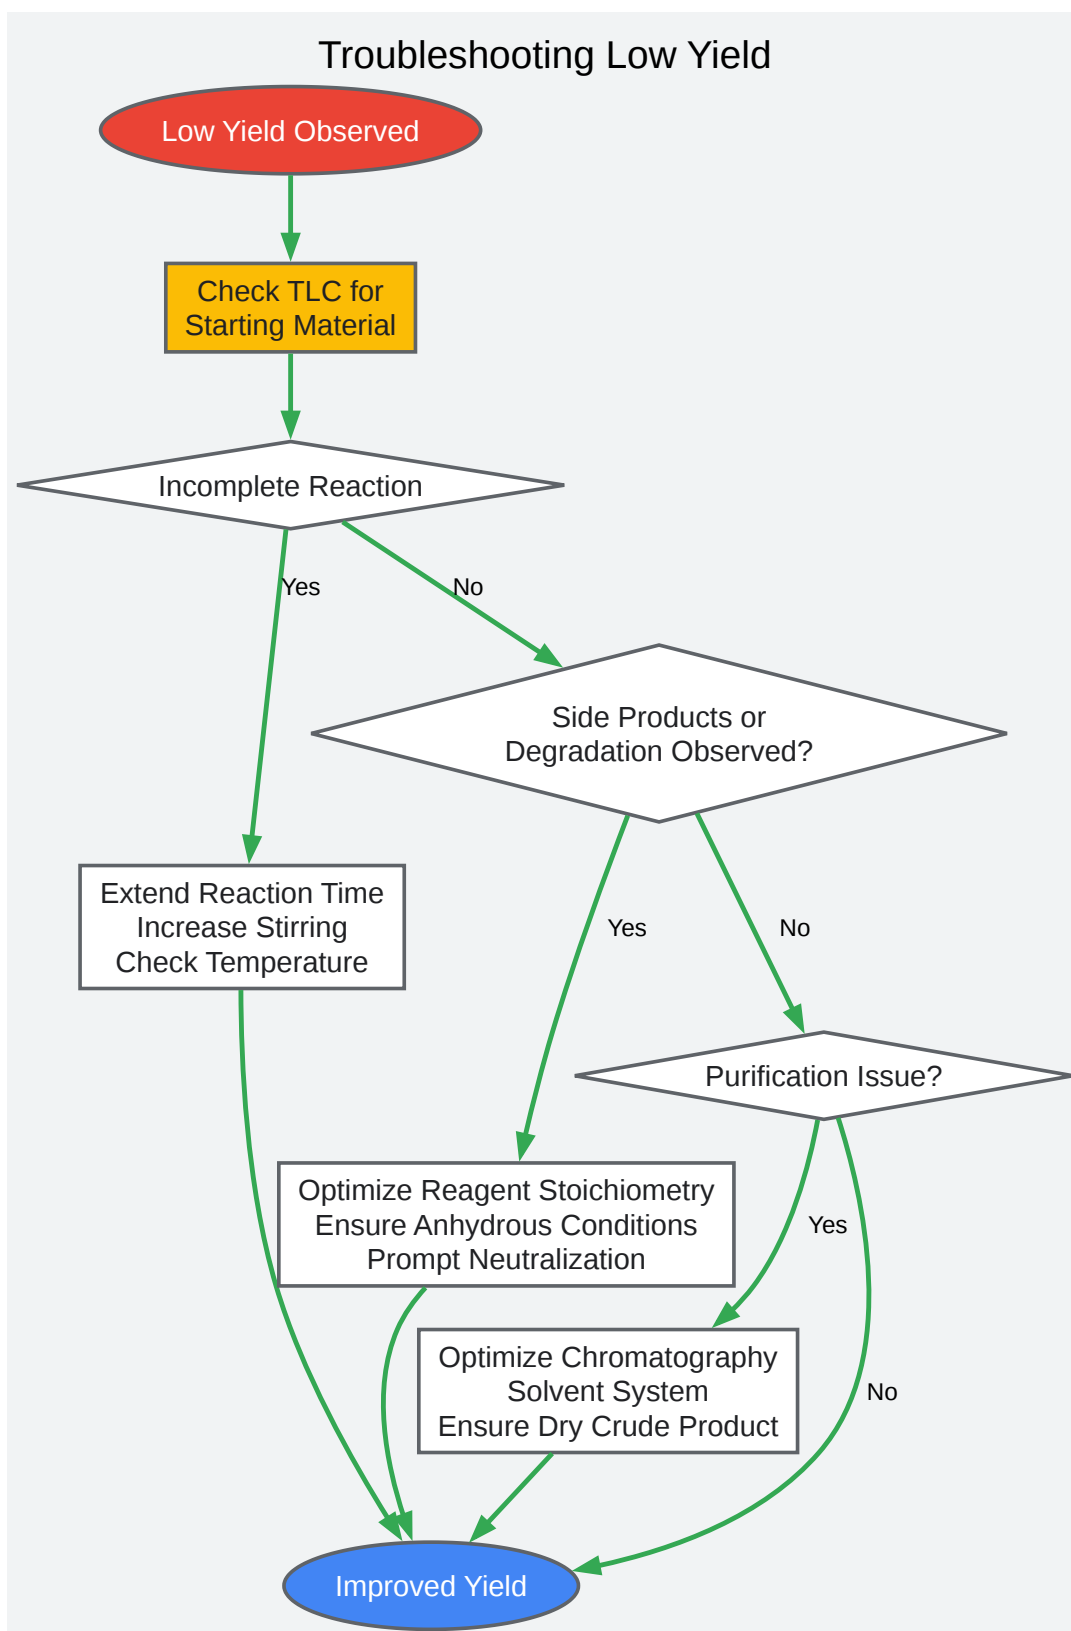 Troubleshooting Low Yield
Low Yield Observed
Check TLC for
Starting Material
Incomplete Reaction
Yes
No
Side Products or
Degradation Observed?
Extend Reaction Time
Increase Stirring
Check Temperature
Yes
No
Purification Issue?
Optimize Reagent Stoichiometry
Ensure Anhydrous Conditions
Prompt Neutralization
Yes
Optimize Chromatography
Solvent System
Ensure Dry Crude Product
No
Improved Yield